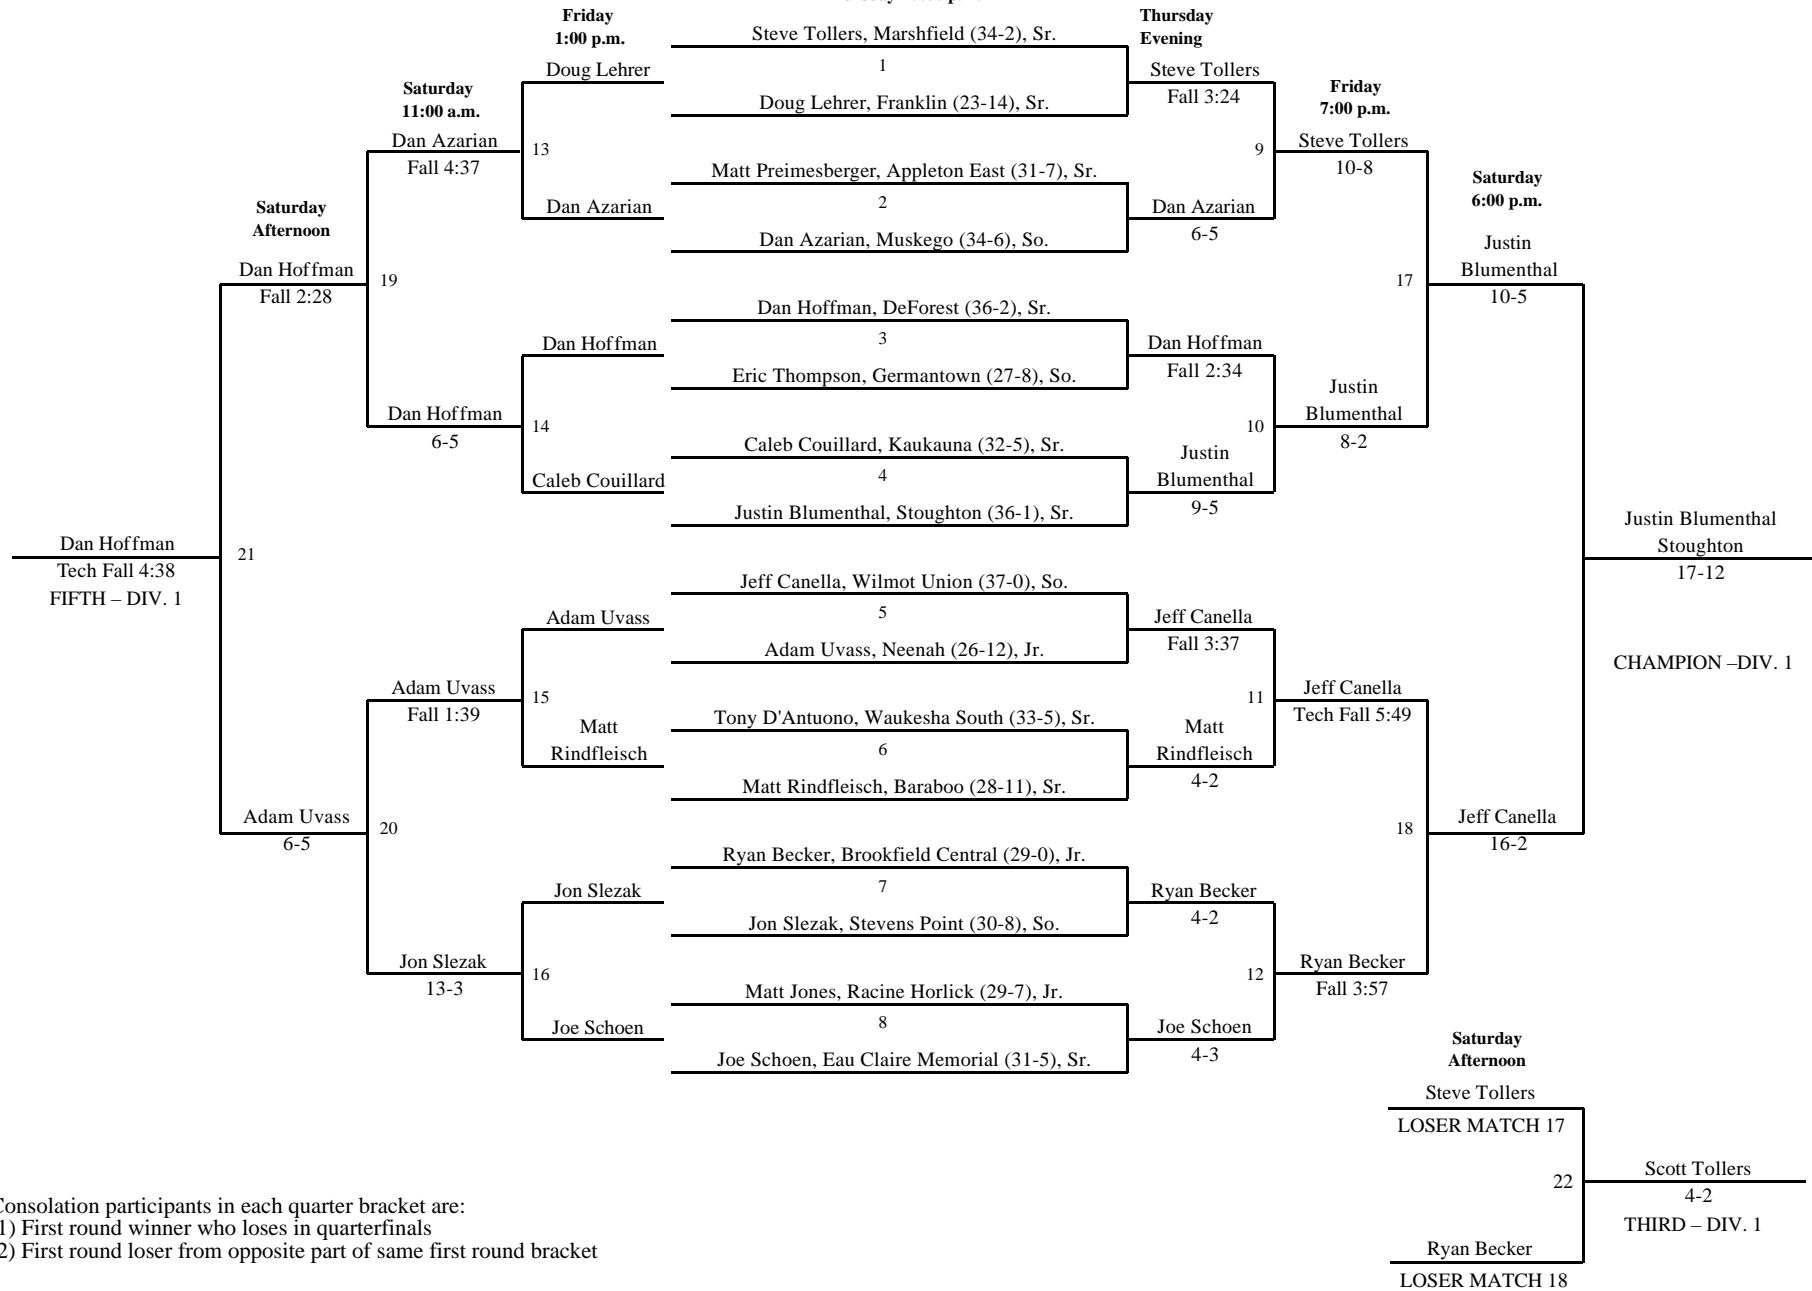 Friday
1:00 p.m.
Thursday
Evening
Steve Tollers, Marshfield (34-2), Sr.
1
Doug Lehrer, Franklin (23-14), Sr.
Doug Lehrer
Steve Tollers
Fall 3:24
Saturday
11:00 a.m.
Friday
7:00 p.m.
Dan Azarian
Fall 4:37
13
9
Steve Tollers
10-8
Matt Preimesberger, Appleton East (31-7), Sr.
2
Dan Azarian, Muskego (34-6), So.
Dan Azarian
Dan Azarian
6-5
Saturday
Afternoon
Saturday
6:00 p.m.
Dan Hoffman
Fall 2:28
19
17
Justin
Blumenthal
10-5
Dan Hoffman, DeForest (36-2), Sr.
3
Eric Thompson, Germantown (27-8), So.
Dan Hoffman
Dan Hoffman
Fall 2:34
Dan Hoffman
6-5
14
10
Justin
Blumenthal
8-2
Caleb Couillard, Kaukauna (32-5), Sr.
4
Justin Blumenthal, Stoughton (36-1), Sr.
Caleb Couillard
Justin
Blumenthal
9-5
Dan Hoffman
Tech Fall 4:38
FIFTH – DIV. 1
21
Justin Blumenthal
Stoughton
17-12
CHAMPION –DIV. 1
Jeff Canella, Wilmot Union (37-0), So.
5
Adam Uvass, Neenah (26-12), Jr.
Adam Uvass
Jeff Canella
Fall 3:37
Adam Uvass
Fall 1:39
15
11
Jeff Canella
Tech Fall 5:49
Tony D'Antuono, Waukesha South (33-5), Sr.
6
Matt Rindfleisch, Baraboo (28-11), Sr.
Matt
Rindfleisch
Matt
Rindfleisch
4-2
Adam Uvass
6-5
20
18
Jeff Canella
16-2
Ryan Becker, Brookfield Central (29-0), Jr.
7
Jon Slezak, Stevens Point (30-8), So.
Jon Slezak
Ryan Becker
4-2
Jon Slezak
13-3
16
12
Ryan Becker
Fall 3:57
Matt Jones, Racine Horlick (29-7), Jr.
8
Joe Schoen, Eau Claire Memorial (31-5), Sr.
Joe Schoen
Joe Schoen
4-3
Saturday
Afternoon
Steve Tollers
LOSER MATCH 17
22
Scott Tollers
4-2
THIRD – DIV. 1
Ryan Becker
LOSER MATCH 18
Consolation participants in each quarter bracket are:
1) First round winner who loses in quarterfinals
2) First round loser from opposite part of same first round bracket